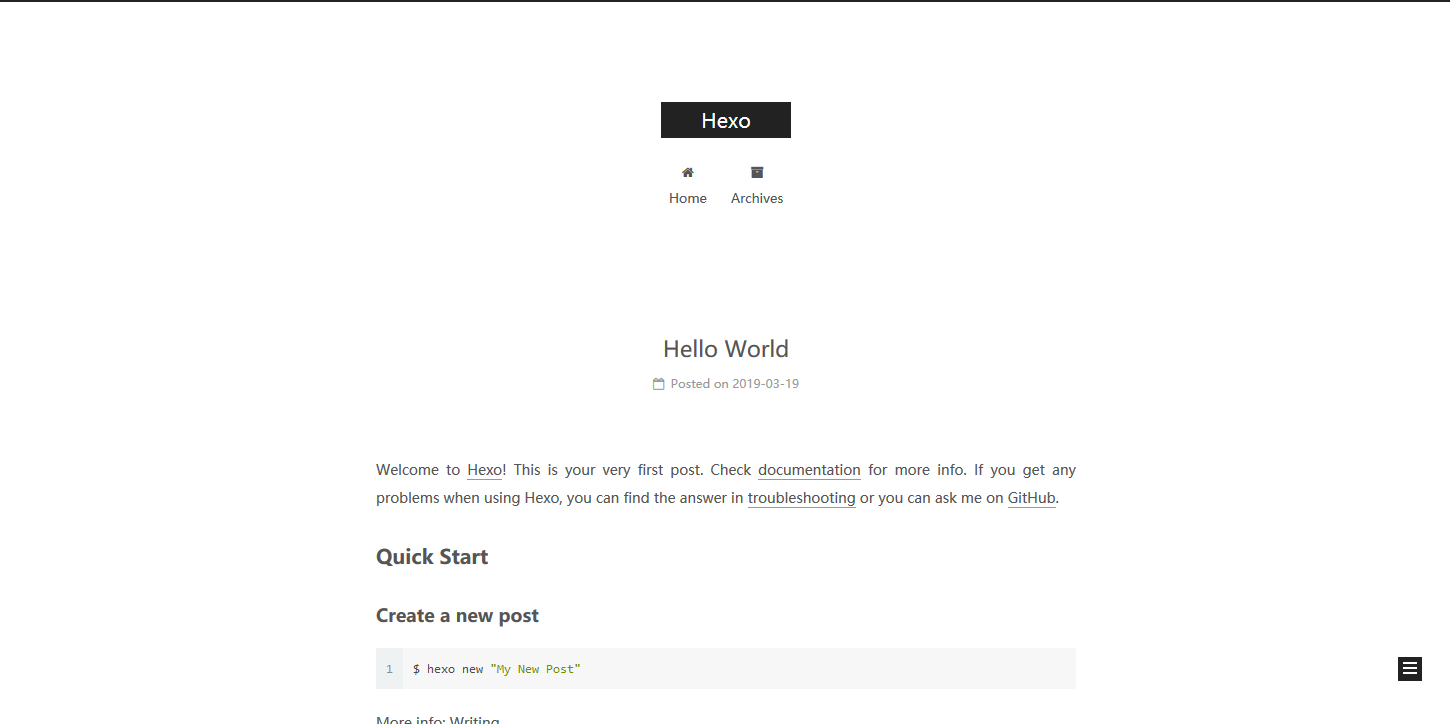 Hexo
Home Archives
Hello World
Posted on 2019-03-19
Welcome to Hexo! This is your very first post. Check documentation for more info. If you get any
problems when using Hexo, you can find the answer in troubleshooting or you can ask me on GitHub.
Quick Start
Create a new post
1 $ hexo new "My New Post"
More info: Writing